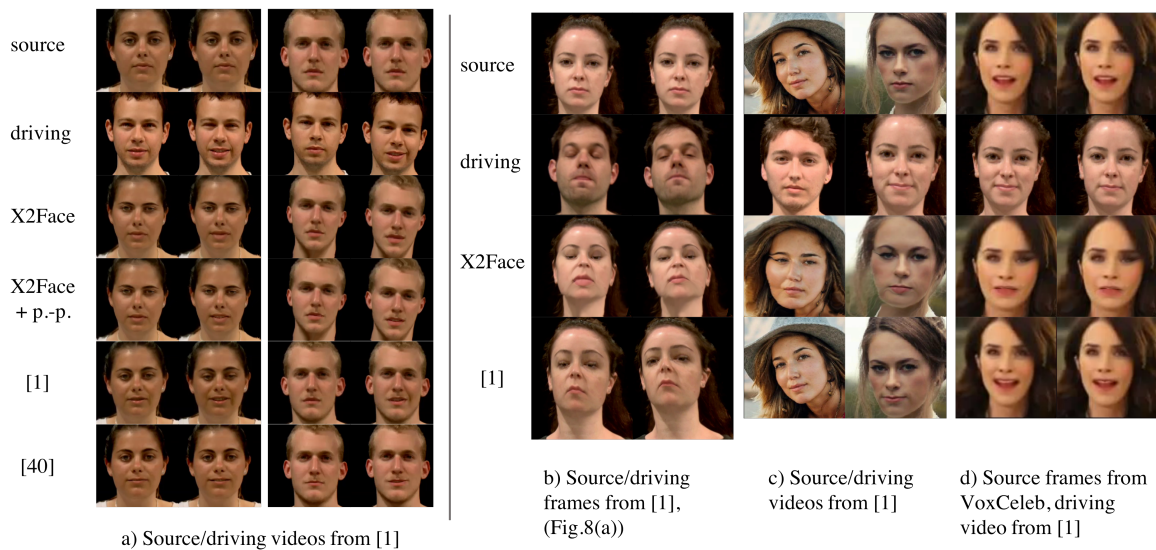 source
driving
X2Face
X2Face
+ p.-p.
[1]
[40]
a) Source/driving videos from [1]
source
driving
X2Face
[1]
b) Source/driving
frames from [1],
(Fig.8(a))
c) Source/driving
videos from [1]
d) Source frames from
VoxCeleb, driving
video from [1]